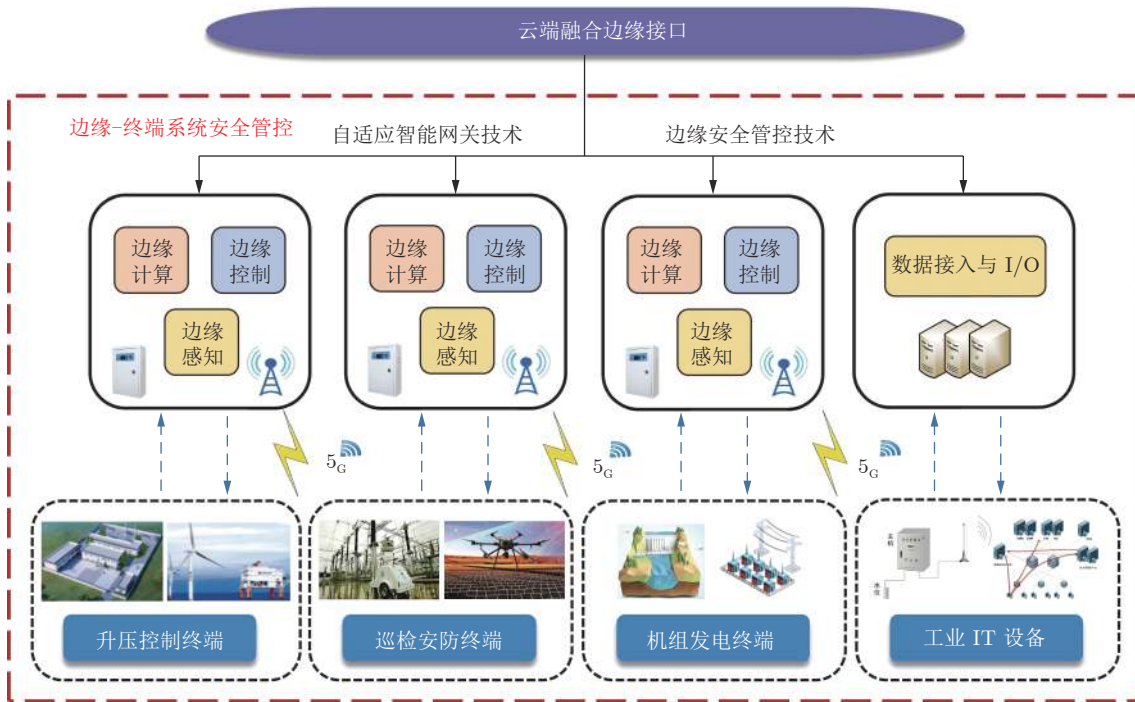 云端融合边缘接口
边缘–终端系统安全管控
自适应智能网关技术
边缘安全管控技术
边缘
计算
边缘
控制
边缘
感知
边缘
计算
边缘
控制
边缘
感知
边缘
计算
边缘
控制
边缘
感知
数据接入与 I/O
5G
5G
5G
升压控制终端
巡检安防终端
机组发电终端
主机
水位
工业 IT 设备